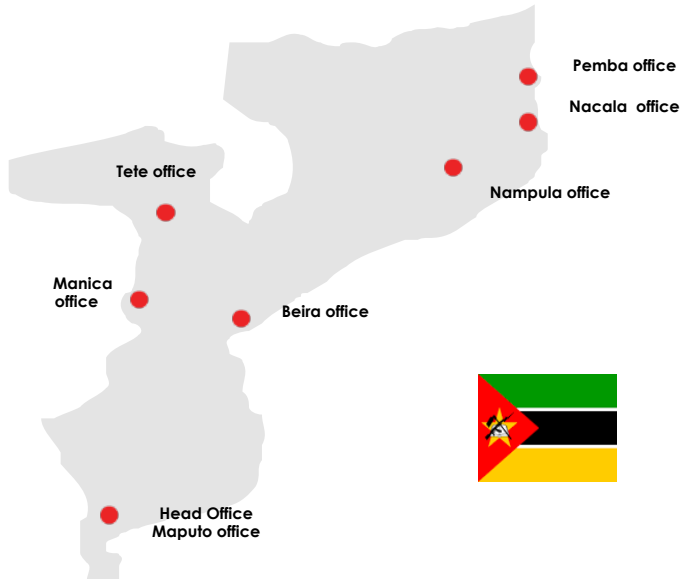 Pemba office
Nacala office
Tete office
Nampula office
Manica
office
Beira office
Head Office
Maputo office